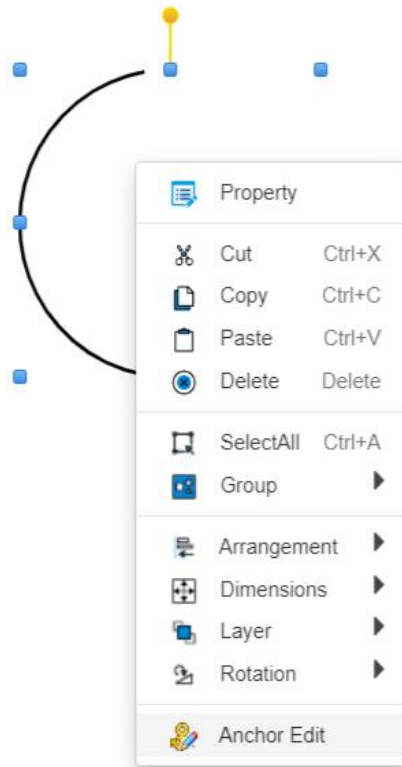 Property
Cut Ctrl+X
Copy Ctrl+C
Paste Ctrl+V
Delete Delete
SelectAll Ctrl+A
Group
Arrangement
Dimensions
Layer
Rotation
Anchor Edit